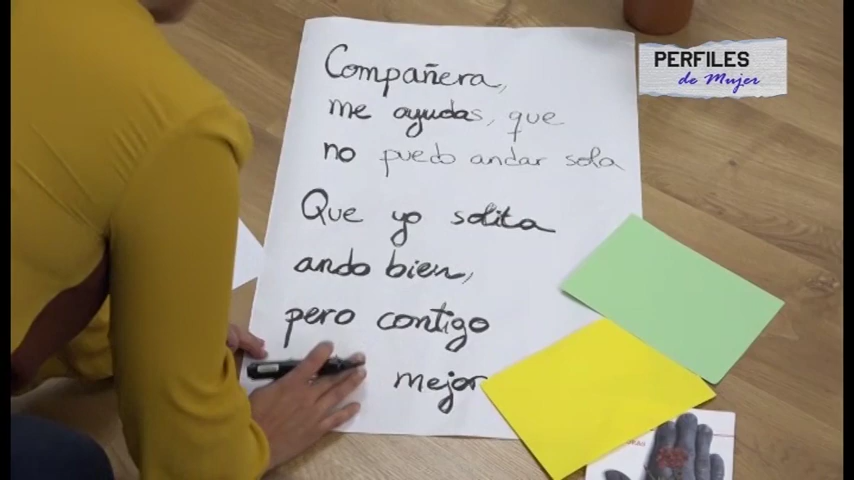 PERFILES
de Mujer
Compañera,
me ayudas, que
no puedo andar sola
Que yo solita
ando bien,
pero contigo
mejor